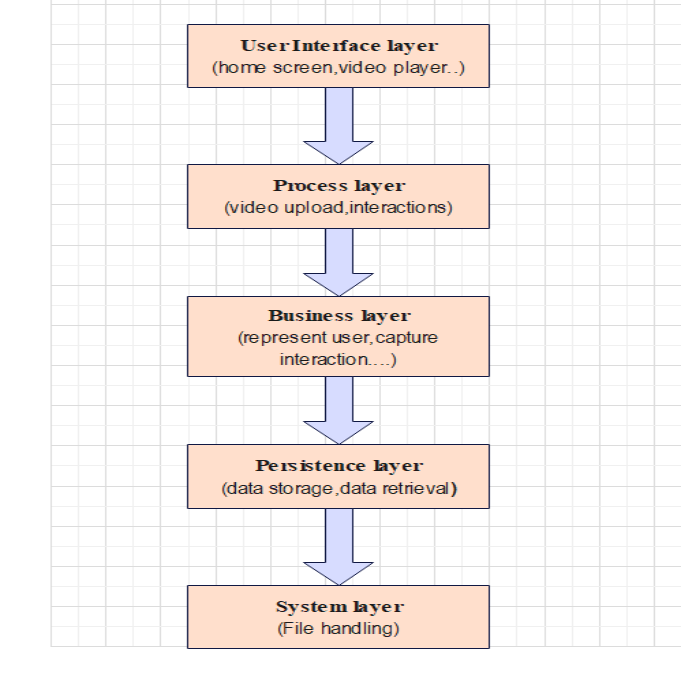 User Interface layer
(home screen,video player..)
Process layer
(video upload,interactions)
Business layer
(represent user,capture
interaction....)
Persistence layer
(data storage,data retrieval)
System layer
(File handling)